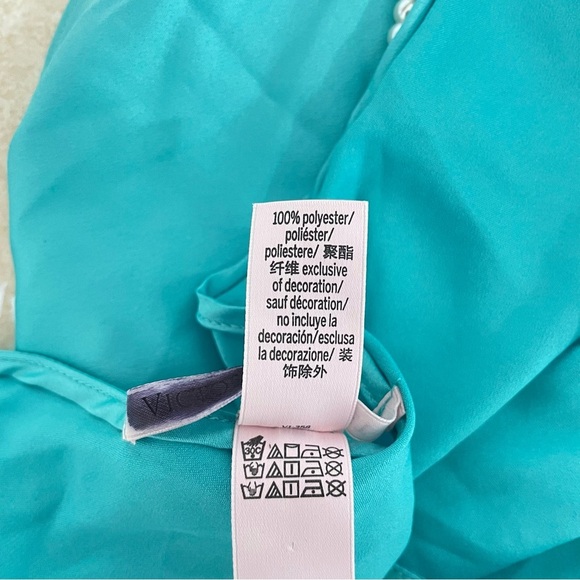 100% polyester/
poliéster/
poliestere/ 聚酯
纤维 exclusive
of decoration/
sauf décoration/
no incluye la
decoración/esclusa
la decorazione/ 装
饰除外
30°C